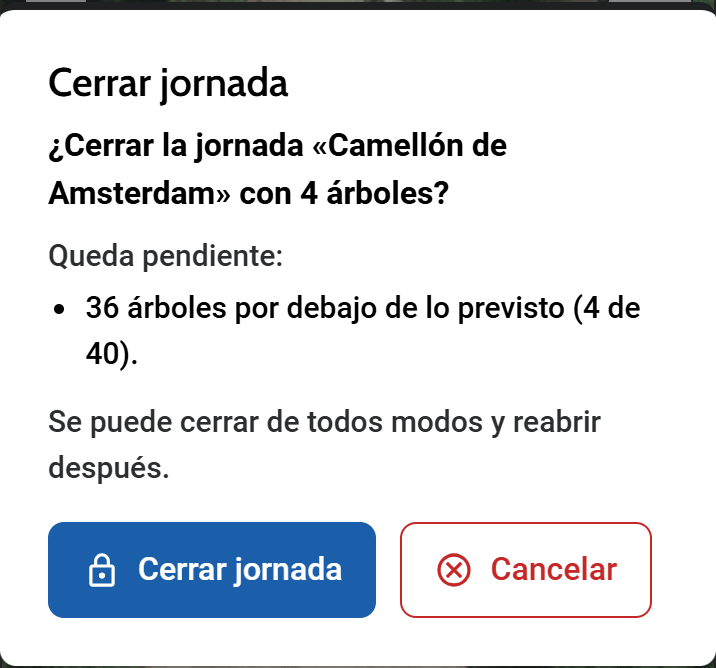 Cerrar jornada
¿Cerrar la jornada «Camellón de
Amsterdam» con 4 árboles?
Queda pendiente:
• 36 árboles por debajo de lo previsto (4 de
40).
Se puede cerrar de todos modos y reabrir
después.
Cerrar jornada
Cancelar